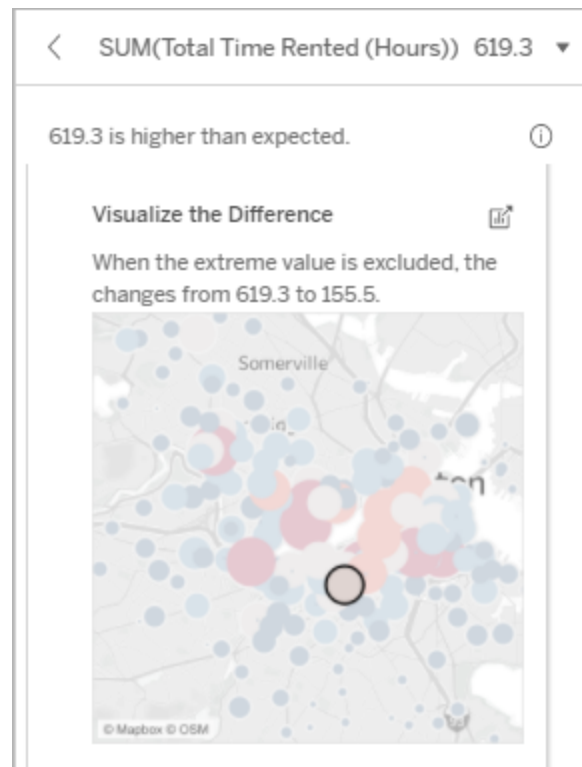 SUM(Total Time Rented (Hours)) 619.3
619.3 is higher than expected.
Visualize the Difference
When the extreme value is excluded, the
changes from 619.3 to 155.5.
Somerville
© Mapbox © OSM